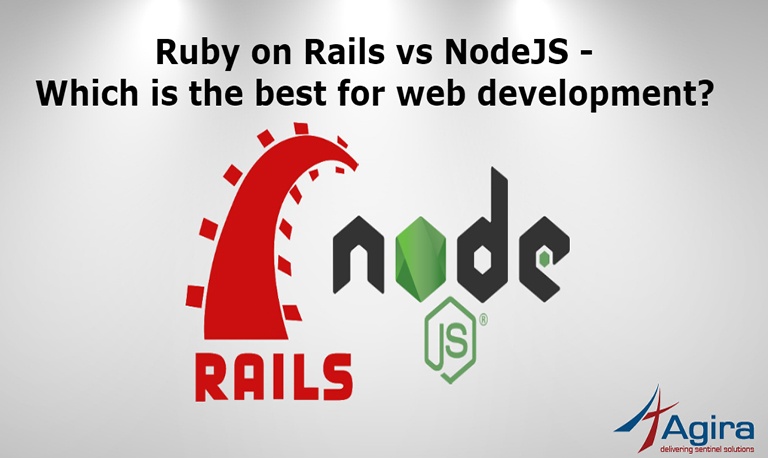 Ruby on Rails vs NodeJS -
Which is the best for web development?
RAILS
node
JS®
Agira
delivering sentinel solutions